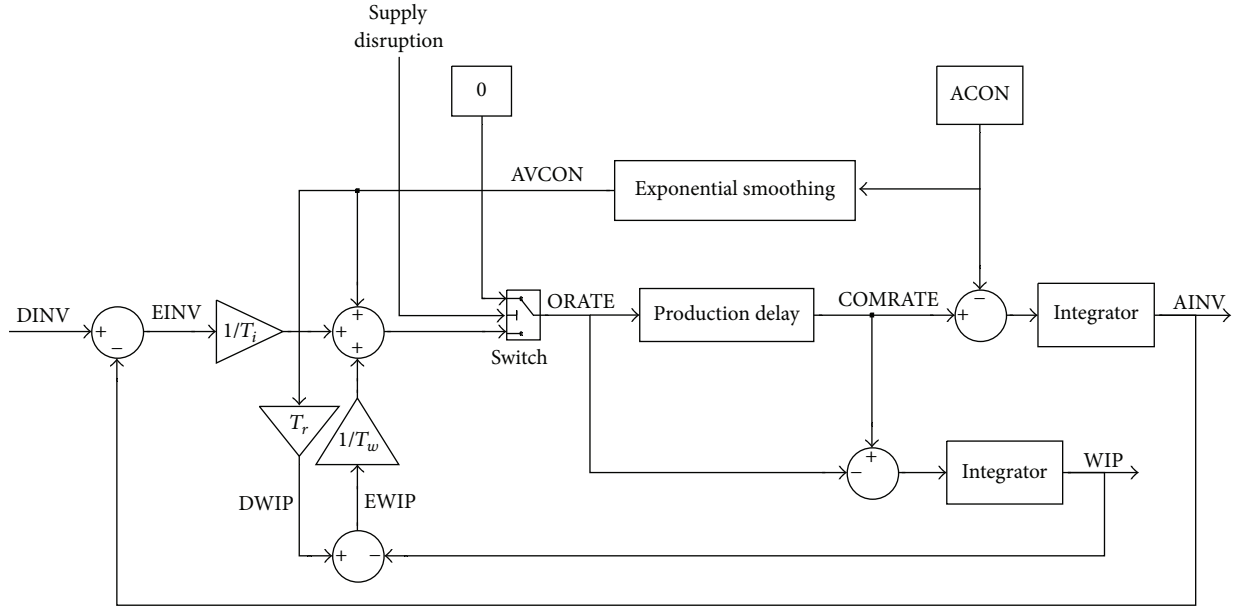 Supply
disruption
0
ACON
AVCON
Exponential smoothing
DINV
EINV
1/T_i
ORATE
Production delay
COMRATE
Integrator
AINV
Switch
T_r
1/T_w
DWIP
EWIP
Integrator
WIP
+
−
+
+
+
−
+
+
−
+
−